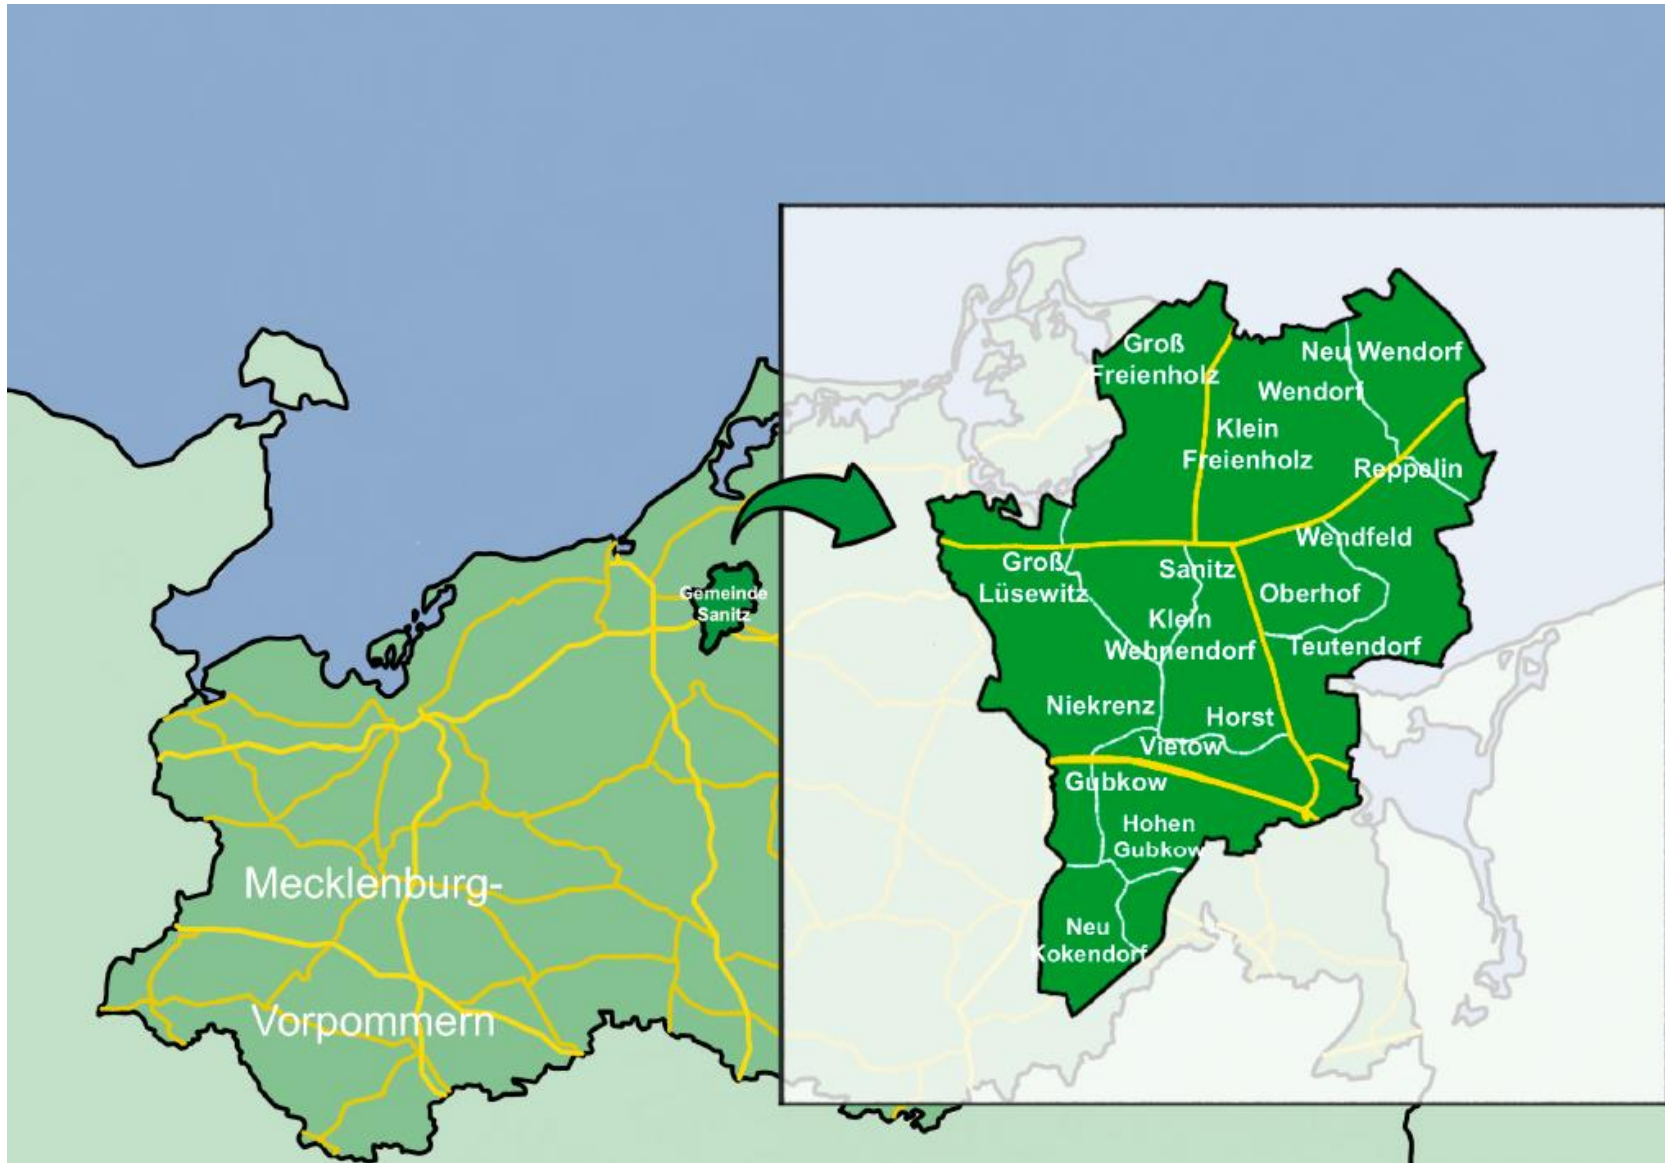 Gemeinde
Sanitz
Mecklenburg-
Vorpommern
Groß
Freienholz
Neu Wendorf
Wendorf
Klein
Freienholz
Reppelin
Wendfeld
Groß
Lüsewitz
Sanitz
Oberhof
Klein
Wehnendorf
Teutendorf
Niekrenz
Horst
Vietow
Gubkow
Hohen
Gubkow
Neu
Kokendorf